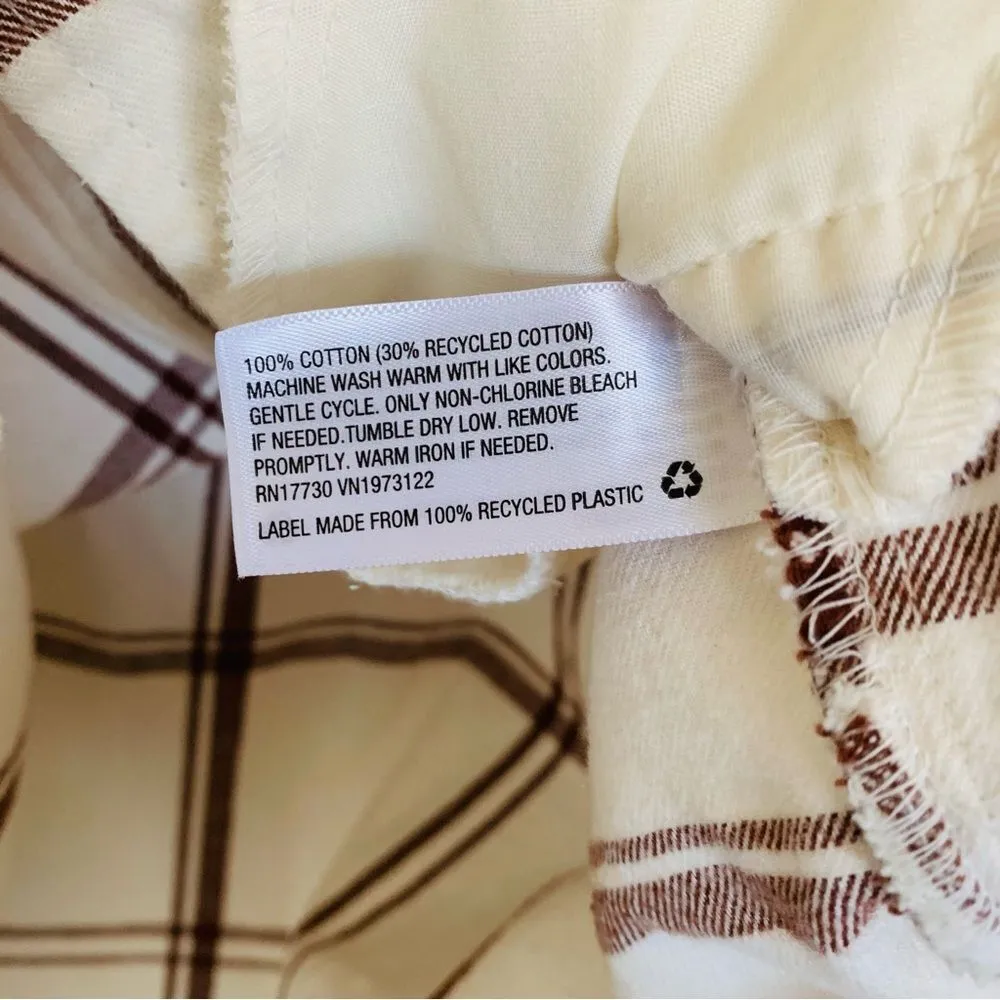 100% COTTON (30% RECYCLED COTTON)
MACHINE WASH WARM WITH LIKE COLORS.
GENTLE CYCLE. ONLY NON-CHLORINE BLEACH
IF NEEDED.TUMBLE DRY LOW. REMOVE
PROMPTLY. WARM IRON IF NEEDED.
RN17730 VN1973122
LABEL MADE FROM 100% RECYCLED PLASTIC